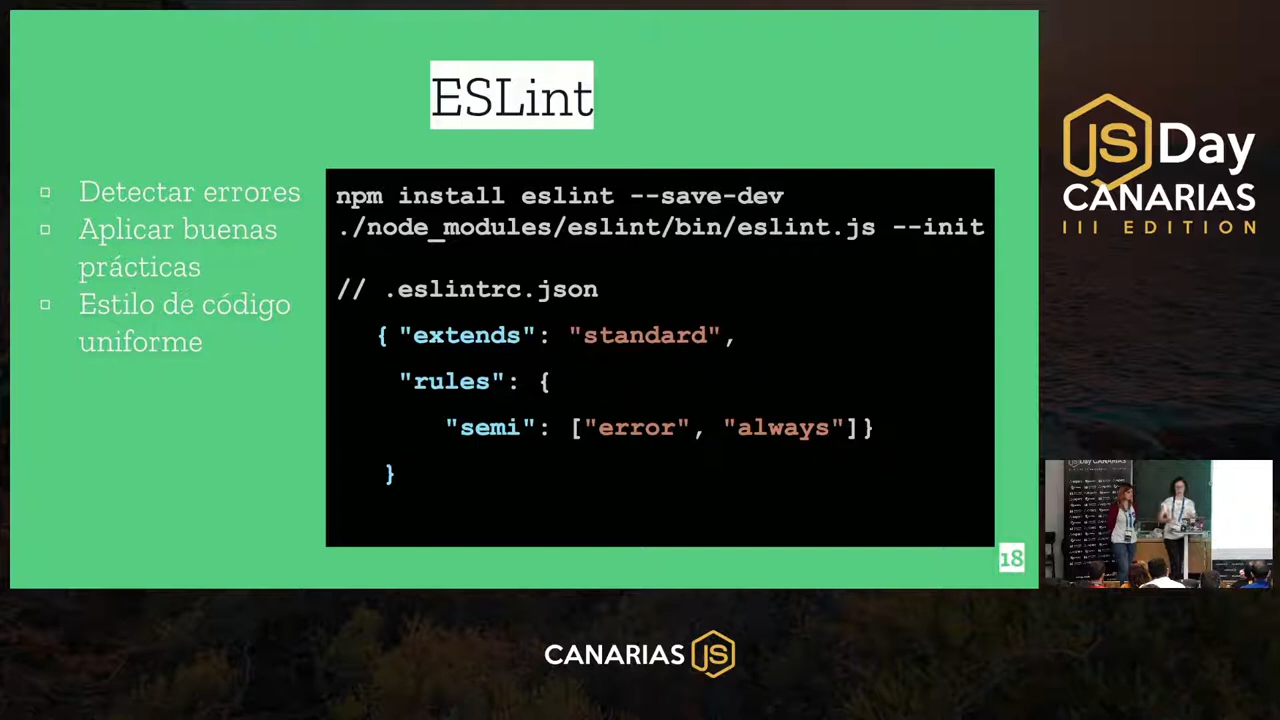 ESLint
▫ Detectar errores
▫ Aplicar buenas
prácticas
▫ Estilo de código
uniforme
npm install eslint --save-dev
./node_modules/eslint/bin/eslint.js --init
// .eslintrc.json
{ "extends": "standard",
"rules": {
"semi": ["error", "always"]}
}
18
JS Day
CANARIAS
III EDITION
CANARIAS JS